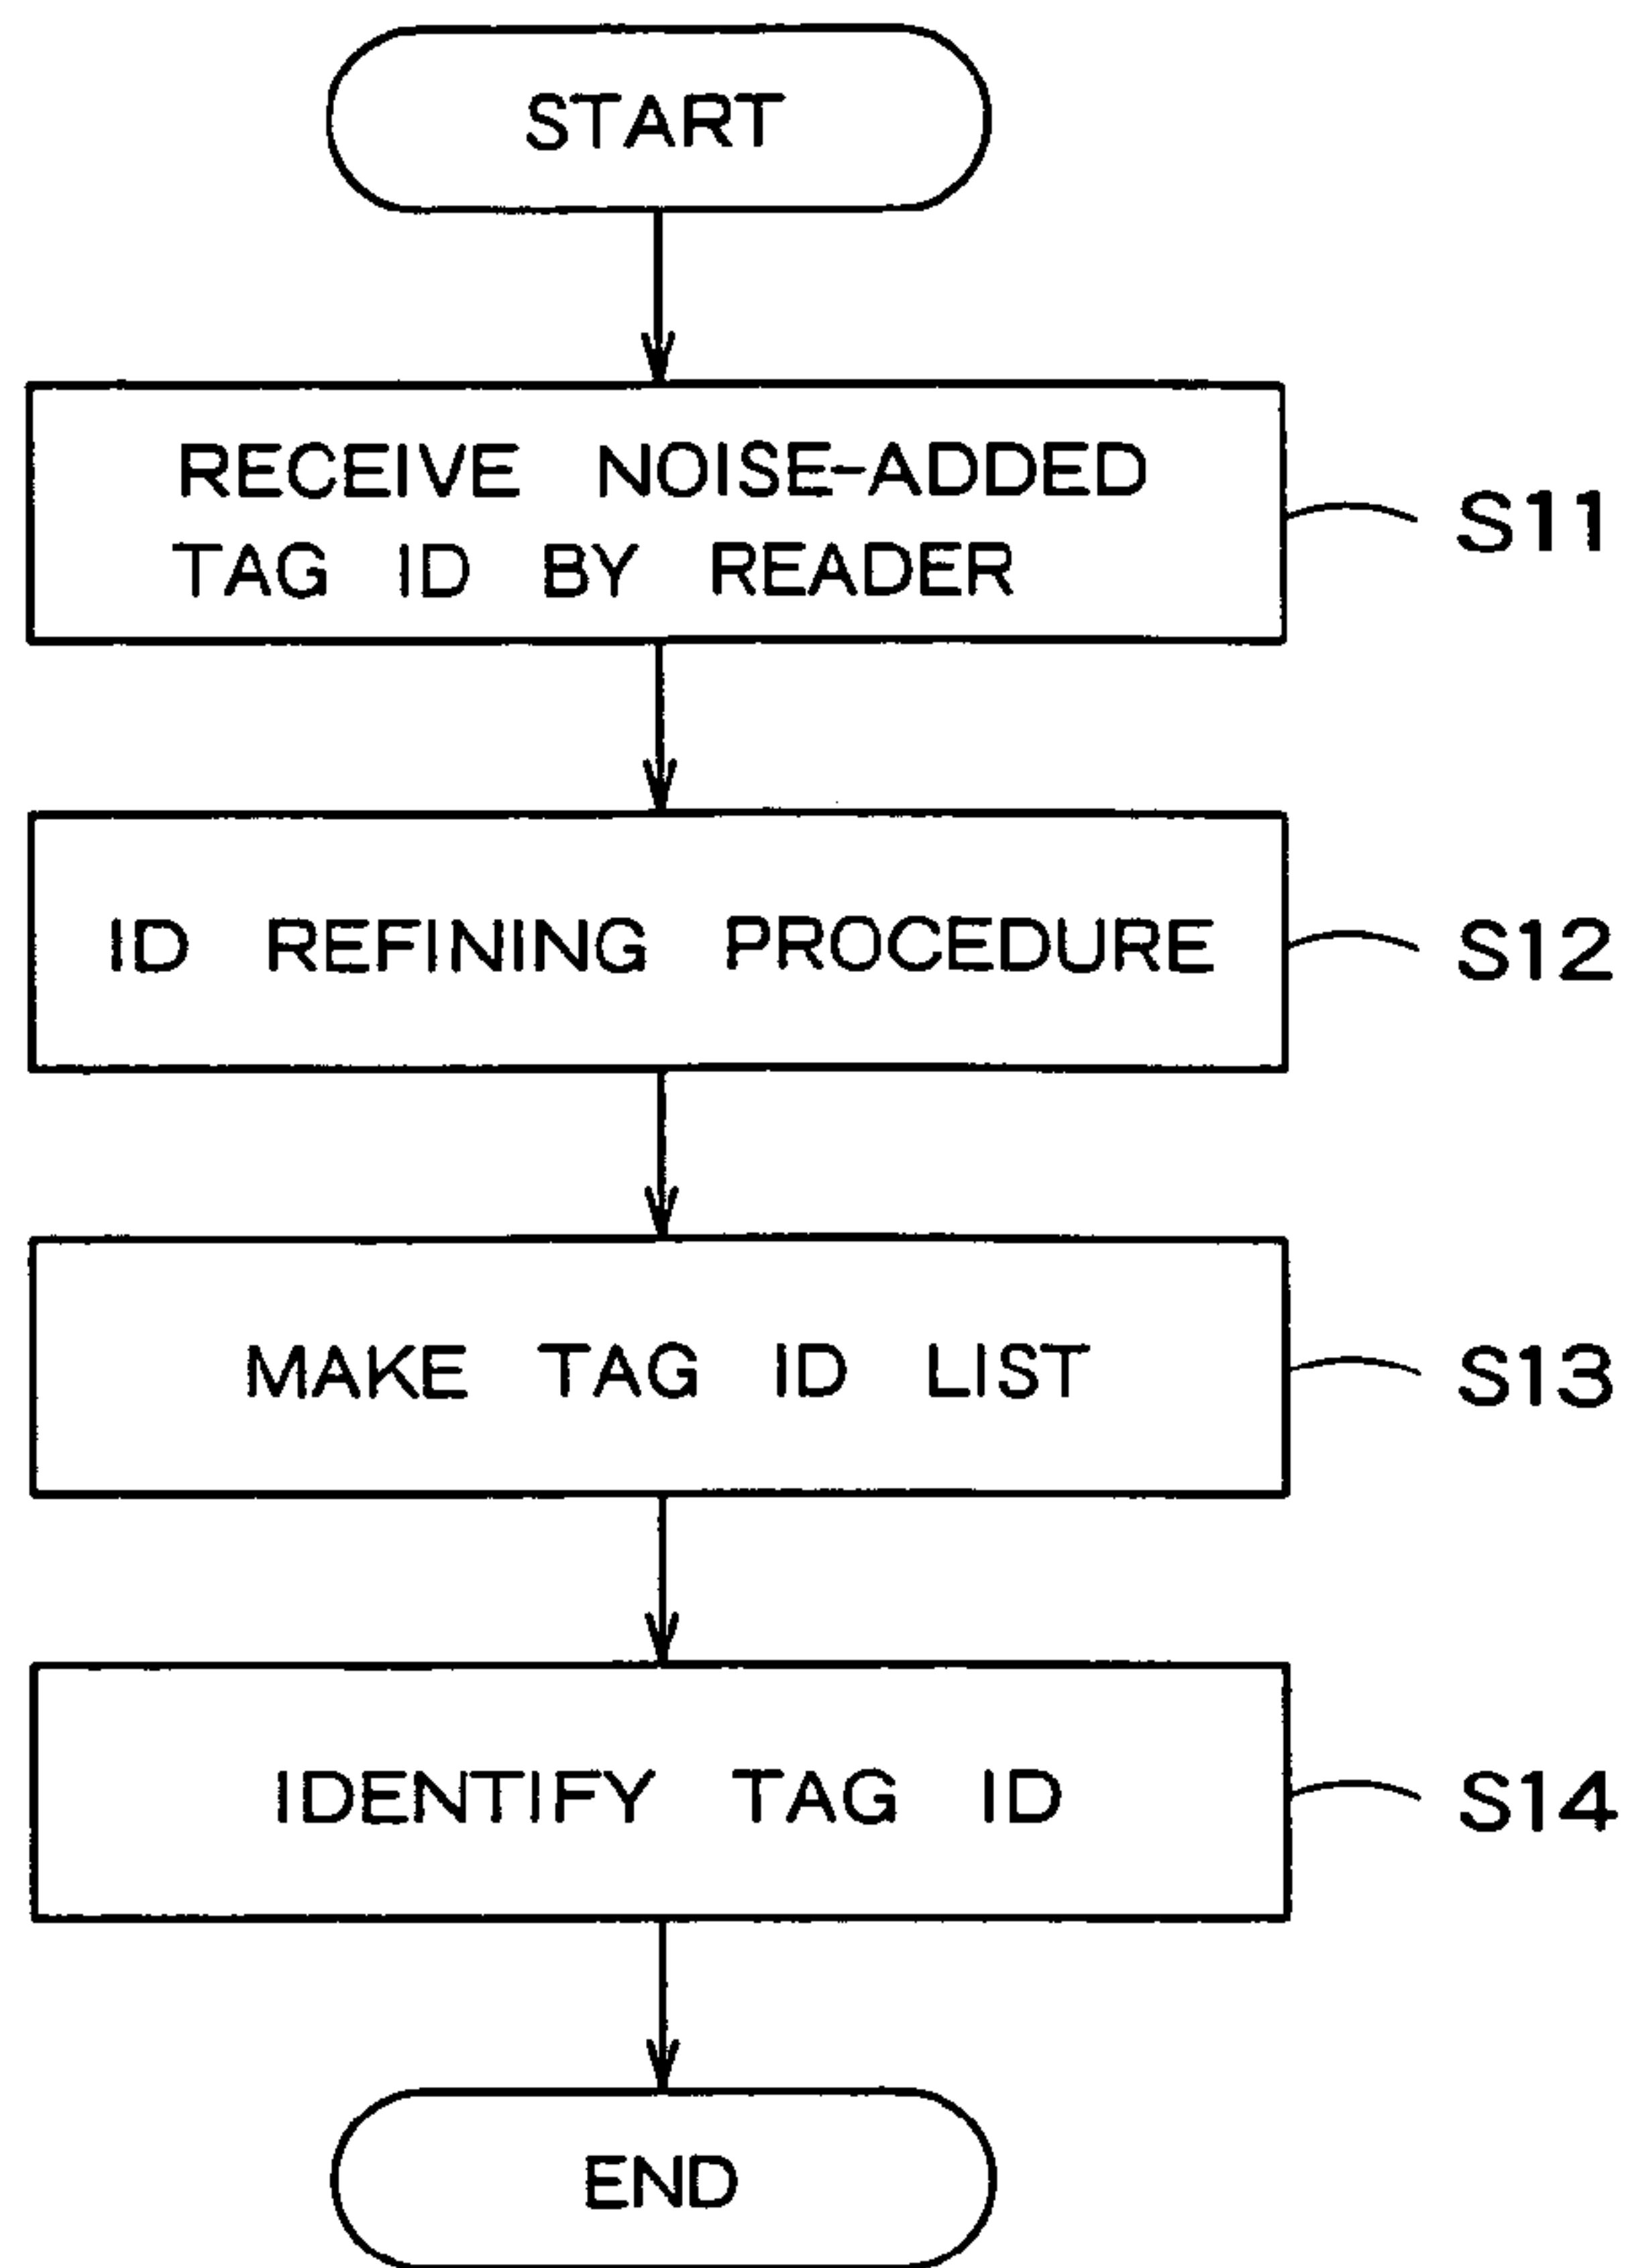 START
RECEIVE NOISE-ADDED
TAG ID BY READER
S11
ID REFINING PROCEDURE
S12
MAKE TAG ID LIST
S13
IDENTIFY TAG ID
S14
END